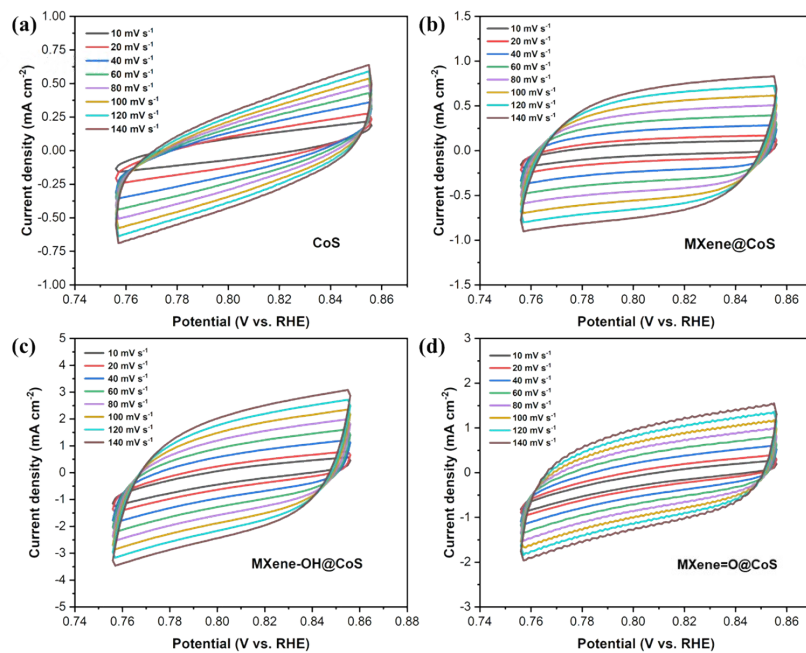 (a)
1.00
0.75
0.50
0.25
0.00
-0.25
-0.50
-0.75
-1.00
Current density (mA cm-2)
10 mV s-1
20 mV s-1
40 mV s-1
60 mV s-1
80 mV s-1
100 mV s-1
120 mV s-1
140 mV s-1
CoS
0.74 0.76 0.78 0.80 0.82 0.84 0.86
Potential (V vs. RHE)
(b)
1.5
1.0
0.5
0.0
-0.5
-1.0
-1.5
Current density (mA cm-2)
10 mV s-1
20 mV s-1
40 mV s-1
60 mV s-1
80 mV s-1
100 mV s-1
120 mV s-1
140 mV s-1
MXene@CoS
0.74 0.76 0.78 0.80 0.82 0.84 0.86
Potential (V vs. RHE)
(c)
5
4
3
2
1
0
-1
-2
-3
-4
-5
Current density (mA cm-2)
10 mV s-1
20 mV s-1
40 mV s-1
60 mV s-1
80 mV s-1
100 mV s-1
120 mV s-1
140 mV s-1
MXene-OH@CoS
0.74 0.76 0.78 0.80 0.82 0.84 0.86 0.88
Potential (V vs. RHE)
(d)
3
2
1
0
-1
-2
-3
Current density (mA cm-2)
10 mV s-1
20 mV s-1
40 mV s-1
60 mV s-1
80 mV s-1
100 mV s-1
120 mV s-1
140 mV s-1
MXene=O@CoS
0.74 0.76 0.78 0.80 0.82 0.84 0.86
Potential (V vs. RHE)